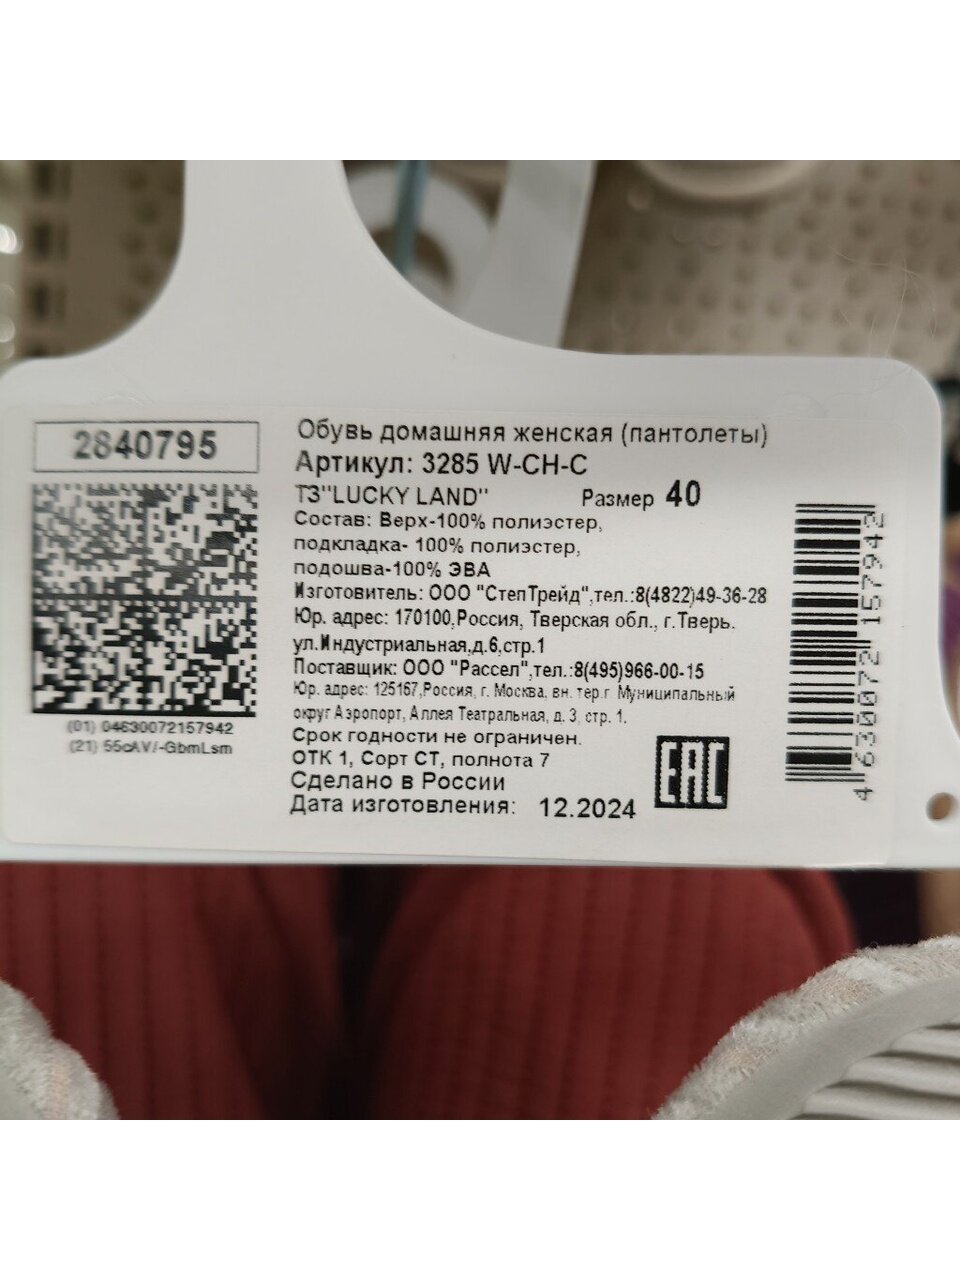 2840795
(01) 04630072157942
(21) 55cAV/-GbmLsm
Обувь домашняя женская (пантолеты)
Артикул: 3285 W-CH-C
ТЗ"LUCKY LAND" Размер 40
Состав: Верх-100% полиэстер,
подкладка- 100% полиэстер,
подошва-100% ЭВА
Изготовитель: ООО "СтепТрейд",тел.:8(4822)49-36-28
Юр. адрес: 170100,Россия, Тверская обл., г.Тверь.
ул.Индустриальная,д.6,стр.1
Поставщик: ООО "Рассел",тел.:8(495)966-00-15
Юр. адрес: 125167,Россия, г. Москва, вн. тер.г Муниципальный
округ Аэропорт, Аллея Театральная, д. 3, стр. 1.
Срок годности не ограничен.
ОТК 1, Сорт СТ, полнота 7
Сделано в России
Дата изготовления: 12.2024
EAC
4 630072 157942